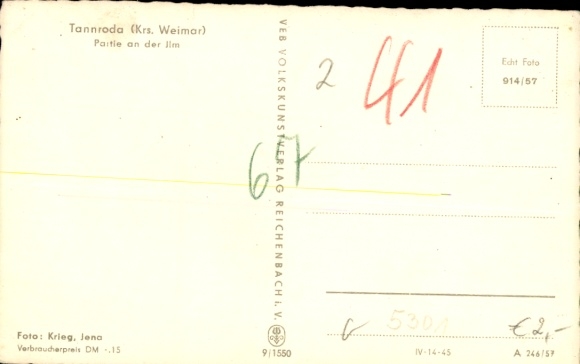 Tannroda (Krs. Weimar)
Partie an der Jlm
VEB VOLKSKUNSTVERLAG REICHENBACH i. V.
2
41
Echt Foto
914/57
67
5301
€ 2,-
Foto: Krieg, Jena
Verbraucherpreis DM -.15
9/1550
IV-14-45
A 246/57